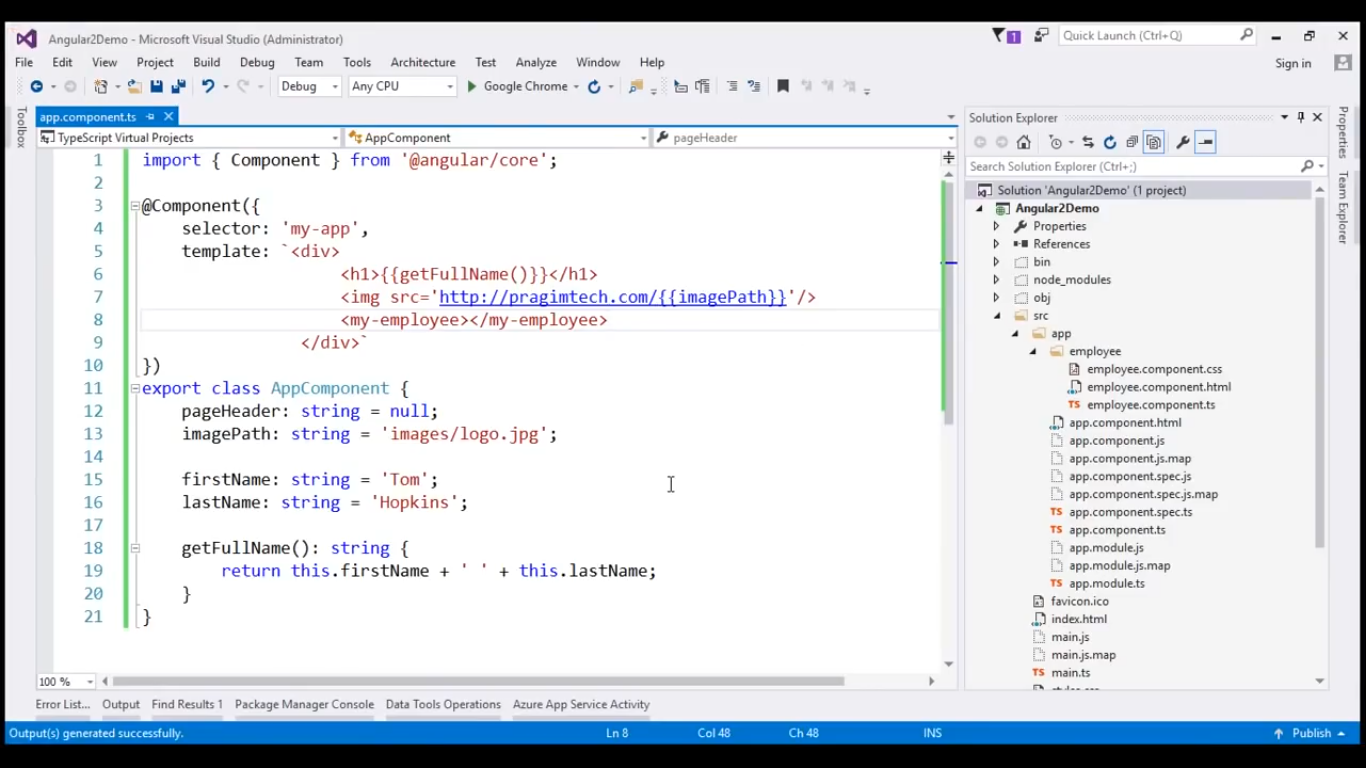 Angular2Demo - Microsoft Visual Studio (Administrator)
1
Quick Launch (Ctrl+Q)
File Edit View Project Build Debug Team Tools Architecture Test Analyze Window Help
Sign in
Debug Any CPU Google Chrome
Toolbox
app.component.ts
TypeScript Virtual Projects AppComponent pageHeader
1 import { Component } from '@angular/core';
2
3 @Component({
4 selector: 'my-app',
5 template: `<div>
6 <h1>{{getFullName()}}</h1>
7 <img src='http://pragimtech.com/{{imagePath}}'/>
8 <my-employee></my-employee>
9 </div>`
10 })
11 export class AppComponent {
12 pageHeader: string = null;
13 imagePath: string = 'images/logo.jpg';
14
15 firstName: string = 'Tom';
16 lastName: string = 'Hopkins';
17
18 getFullName(): string {
19 return this.firstName + ' ' + this.lastName;
20 }
21 }
100 %
Solution Explorer
Search Solution Explorer (Ctrl+;)
Solution 'Angular2Demo' (1 project)
Angular2Demo
Properties
References
bin
node_modules
obj
src
app
employee
employee.component.css
employee.component.html
employee.component.ts
app.component.html
app.component.js
app.component.js.map
app.component.spec.js
app.component.spec.js.map
TS app.component.spec.ts
TS app.component.ts
app.module.js
app.module.js.map
TS app.module.ts
favicon.ico
index.html
main.js
main.js.map
TS main.ts
Properties
Team Explorer
Error List... Output Find Results 1 Package Manager Console Data Tools Operations Azure App Service Activity
Output(s) generated successfully. Ln 8 Col 48 Ch 48 INS Publish